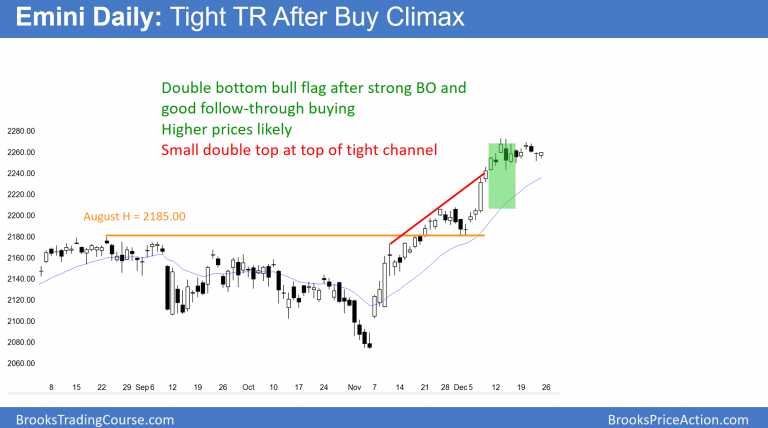 Emini Daily: Tight TR After Buy Climax
Double bottom bull flag after strong BO and
good follow-through buying
Higher prices likely
Small double top at top of tight channel
2280.00
2260.00
2240.00
2220.00
August H = 2185.00
2200.00
2180.00
2160.00
2140.00
2120.00
2100.00
2080.00
2060.00
8 15 22 29 Sep 6 12 19 26 Oct 10 17 24 Nov 7 14 21 28 Dec 5 12 19 26
BrooksTradingCourse.com
BrooksPriceAction.com